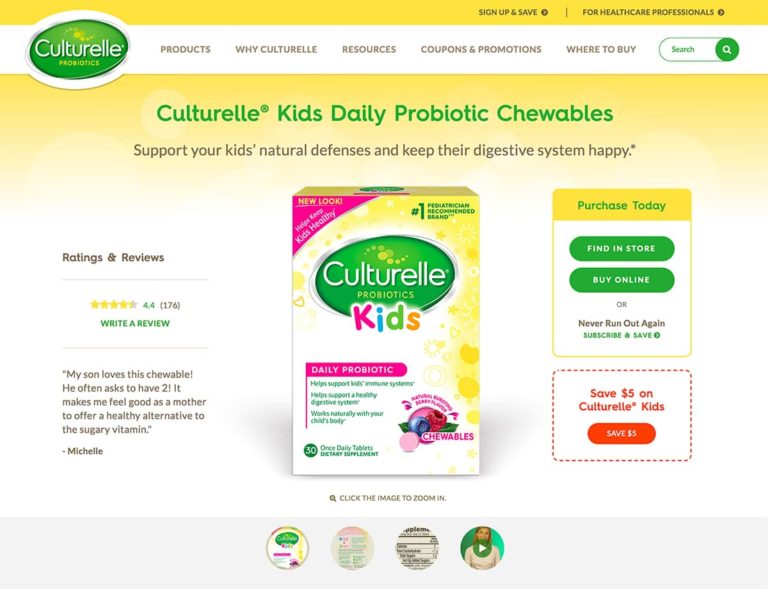 SIGN UP & SAVE
FOR HEALTHCARE PROFESSIONALS
Culturelle®
PROBIOTICS
PRODUCTS
WHY CULTURELLE
RESOURCES
COUPONS & PROMOTIONS
WHERE TO BUY
Search
Culturelle® Kids Daily Probiotic Chewables
Support your kids' natural defenses and keep their digestive system happy.*
Ratings & Reviews
4.4 (176)
WRITE A REVIEW
"My son loves this chewable!
He often asks to have 2! It
makes me feel good as a mother
to offer a healthy alternative to
the sugary vitamin."
- Michelle
NEW LOOK!
Helps Keep
Kids Healthy*
#1 PEDIATRICIAN
RECOMMENDED
BRAND
Culturelle®
PROBIOTICS
Kids
DAILY PROBIOTIC
Helps support kids' immune systems*
Helps support a healthy
digestive system*
Works naturally with your
child's body*
NATURAL BURSTING
BERRY FLAVOR
CHEWABLES
30 Once Daily Tablets
DIETARY SUPPLEMENT
CLICK THE IMAGE TO ZOOM IN.
Purchase Today
FIND IN STORE
BUY ONLINE
OR
Never Run Out Again
SUBSCRIBE & SAVE
Save $5 on
Culturelle® Kids
SAVE $5
Culturelle
Kids